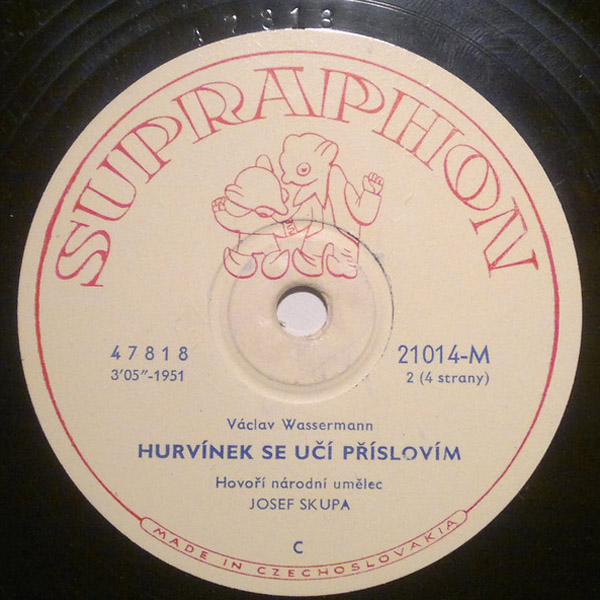 47818
SUPRAPHON
47818
3'05"-1951
21014-M
2 (4 strany)
Václav Wassermann
HURVÍNEK SE UČÍ PŘÍSLOVÍM
Hovoří národní umělec
JOSEF SKUPA
C
MADE IN CZECHOSLOVAKIA